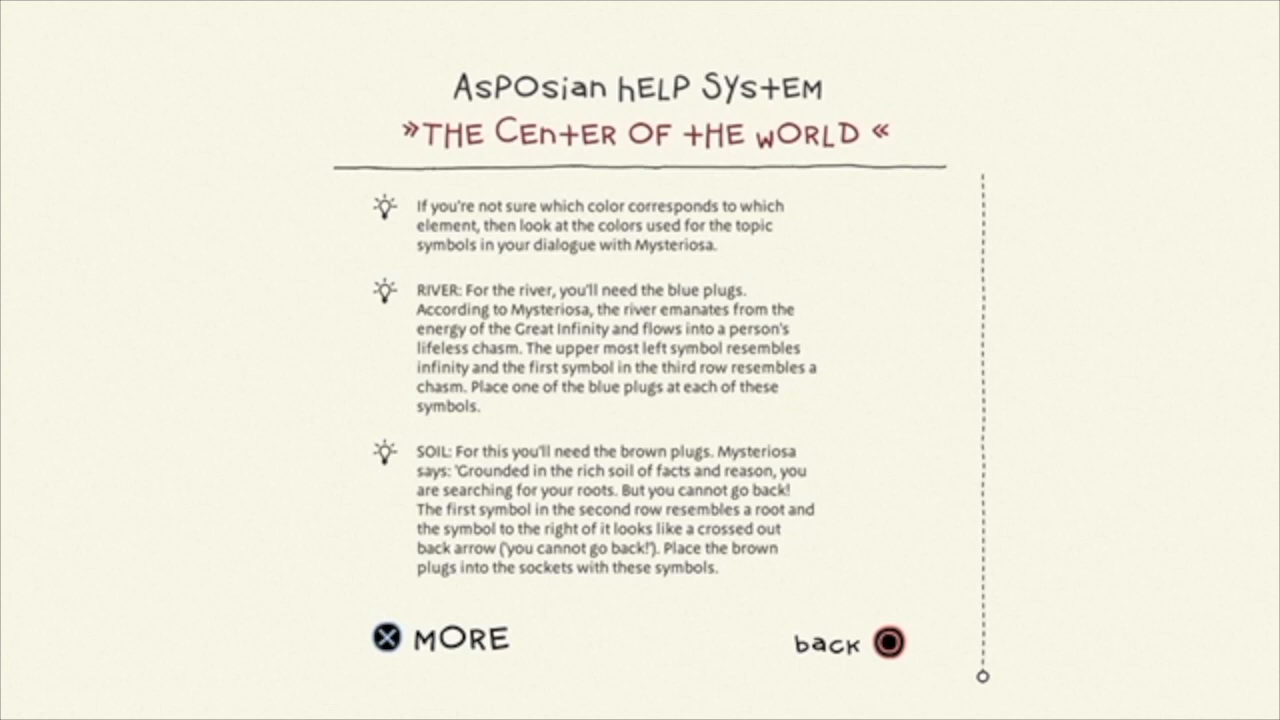 AsPOsian hELP SYstEM
»THE CEntER OF tHE wORLD «
If you're not sure which color corresponds to which
element, then look at the colors used for the topic
symbols in your dialogue with Mysteriosa.
RIVER: For the river, you'll need the blue plugs.
According to Mysteriosa, the river emanates from the
energy of the Great Infinity and flows into a person's
lifeless chasm. The upper most left symbol resembles
infinity and the first symbol in the third row resembles a
chasm. Place one of the blue plugs at each of these
symbols.
SOIL: For this you'll need the brown plugs. Mysteriosa
says: 'Grounded in the rich soil of facts and reason, you
are searching for your roots. But you cannot go back!
The first symbol in the second row resembles a root and
the symbol to the right of it looks like a crossed out
back arrow ('you cannot go back!'). Place the brown
plugs into the sockets with these symbols.
MORE
back